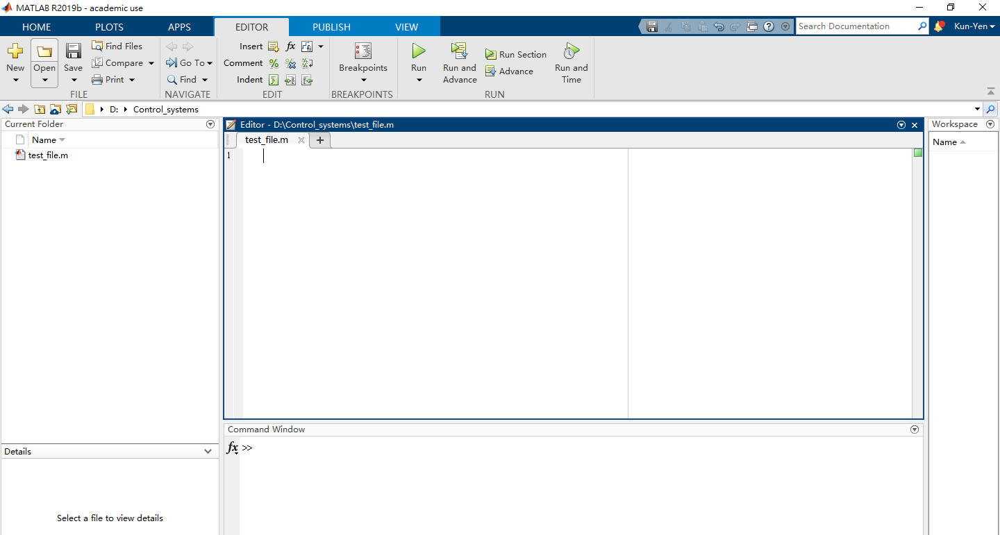 MATLAB R2019b - academic use
HOME PLOTS APPS EDITOR PUBLISH VIEW Search Documentation Kun-Yen
New Open Save Find Files Compare Print
FILE
Go To Find
NAVIGATE
Insert fx
Comment
Indent
EDIT
Breakpoints
BREAKPOINTS
Run Run and Advance Run Section Advance Run and Time
RUN
D: Control_systems
Current Folder
Name
test_file.m
Details
Select a file to view details
Editor - D:\Control_systems\test_file.m
test_file.m +
1
Command Window
fx >>
Workspace
Name